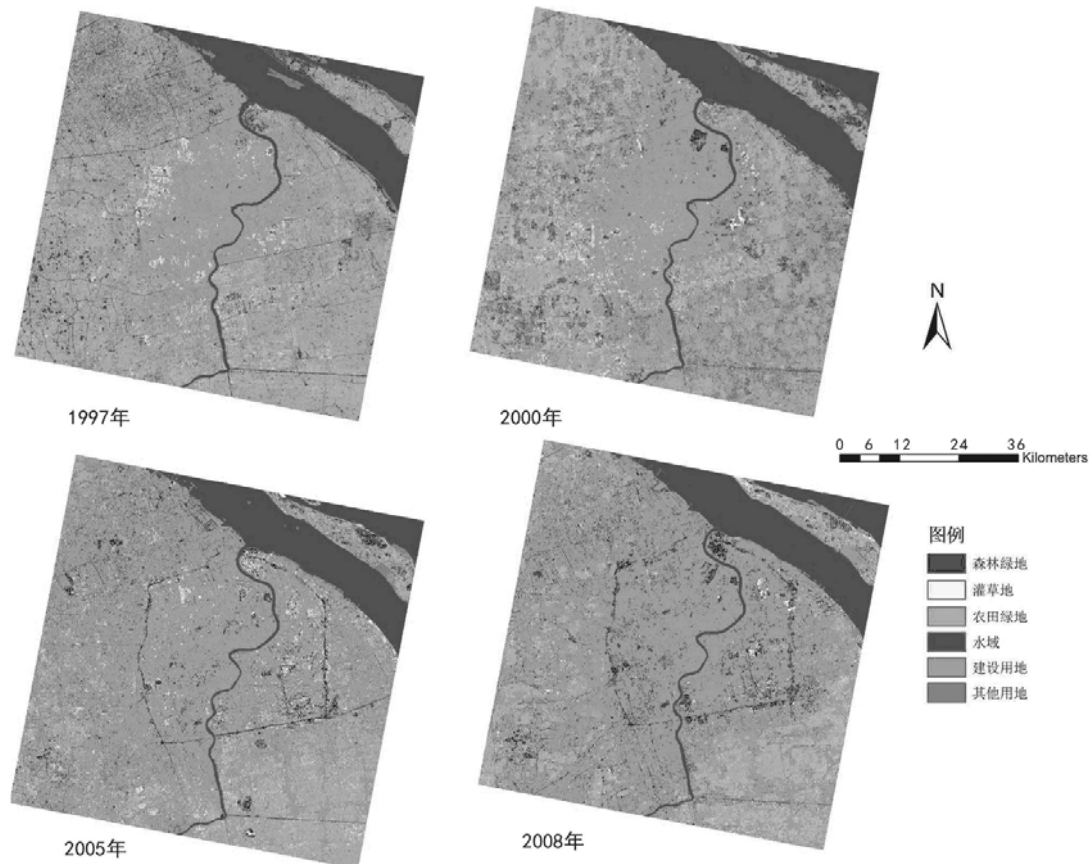 1997年
2000年
N
0 6 12 24 36
Kilometers
图例
森林绿地
灌草地
农田绿地
水域
建设用地
其他用地
2005年
2008年